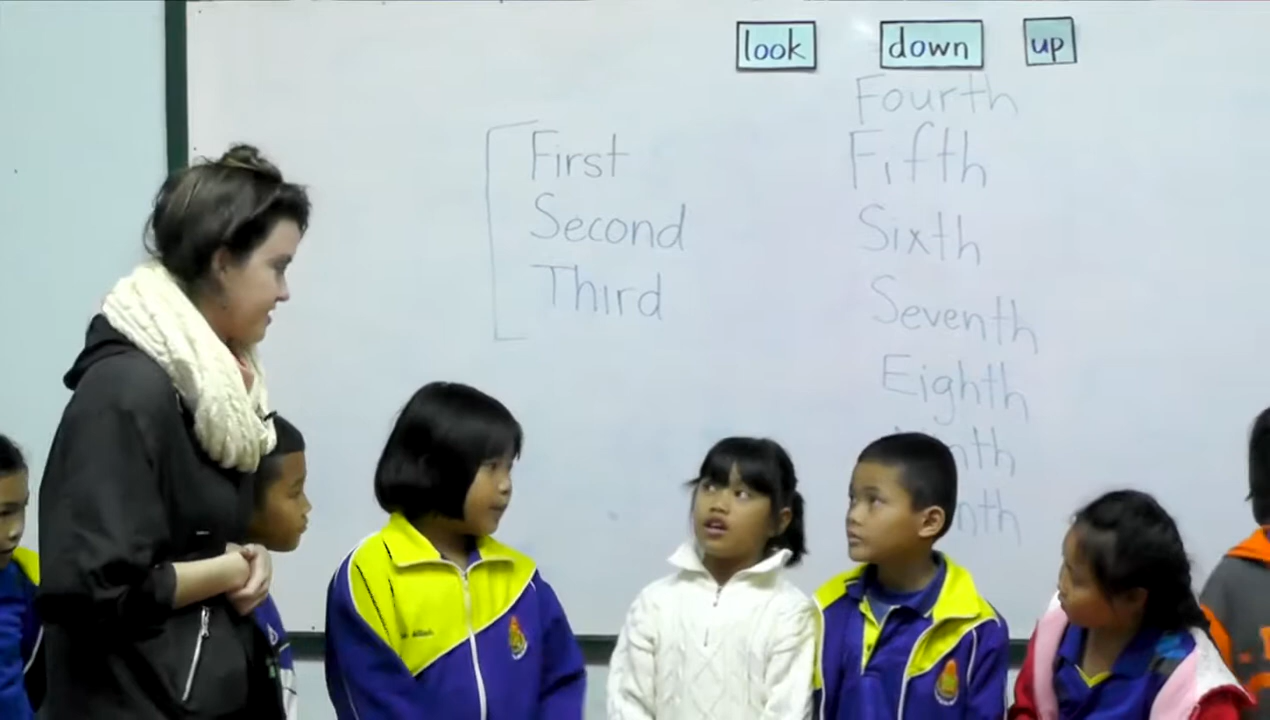 look down up
First
Second
Third
Fourth
Fifth
Sixth
Seventh
Eighth